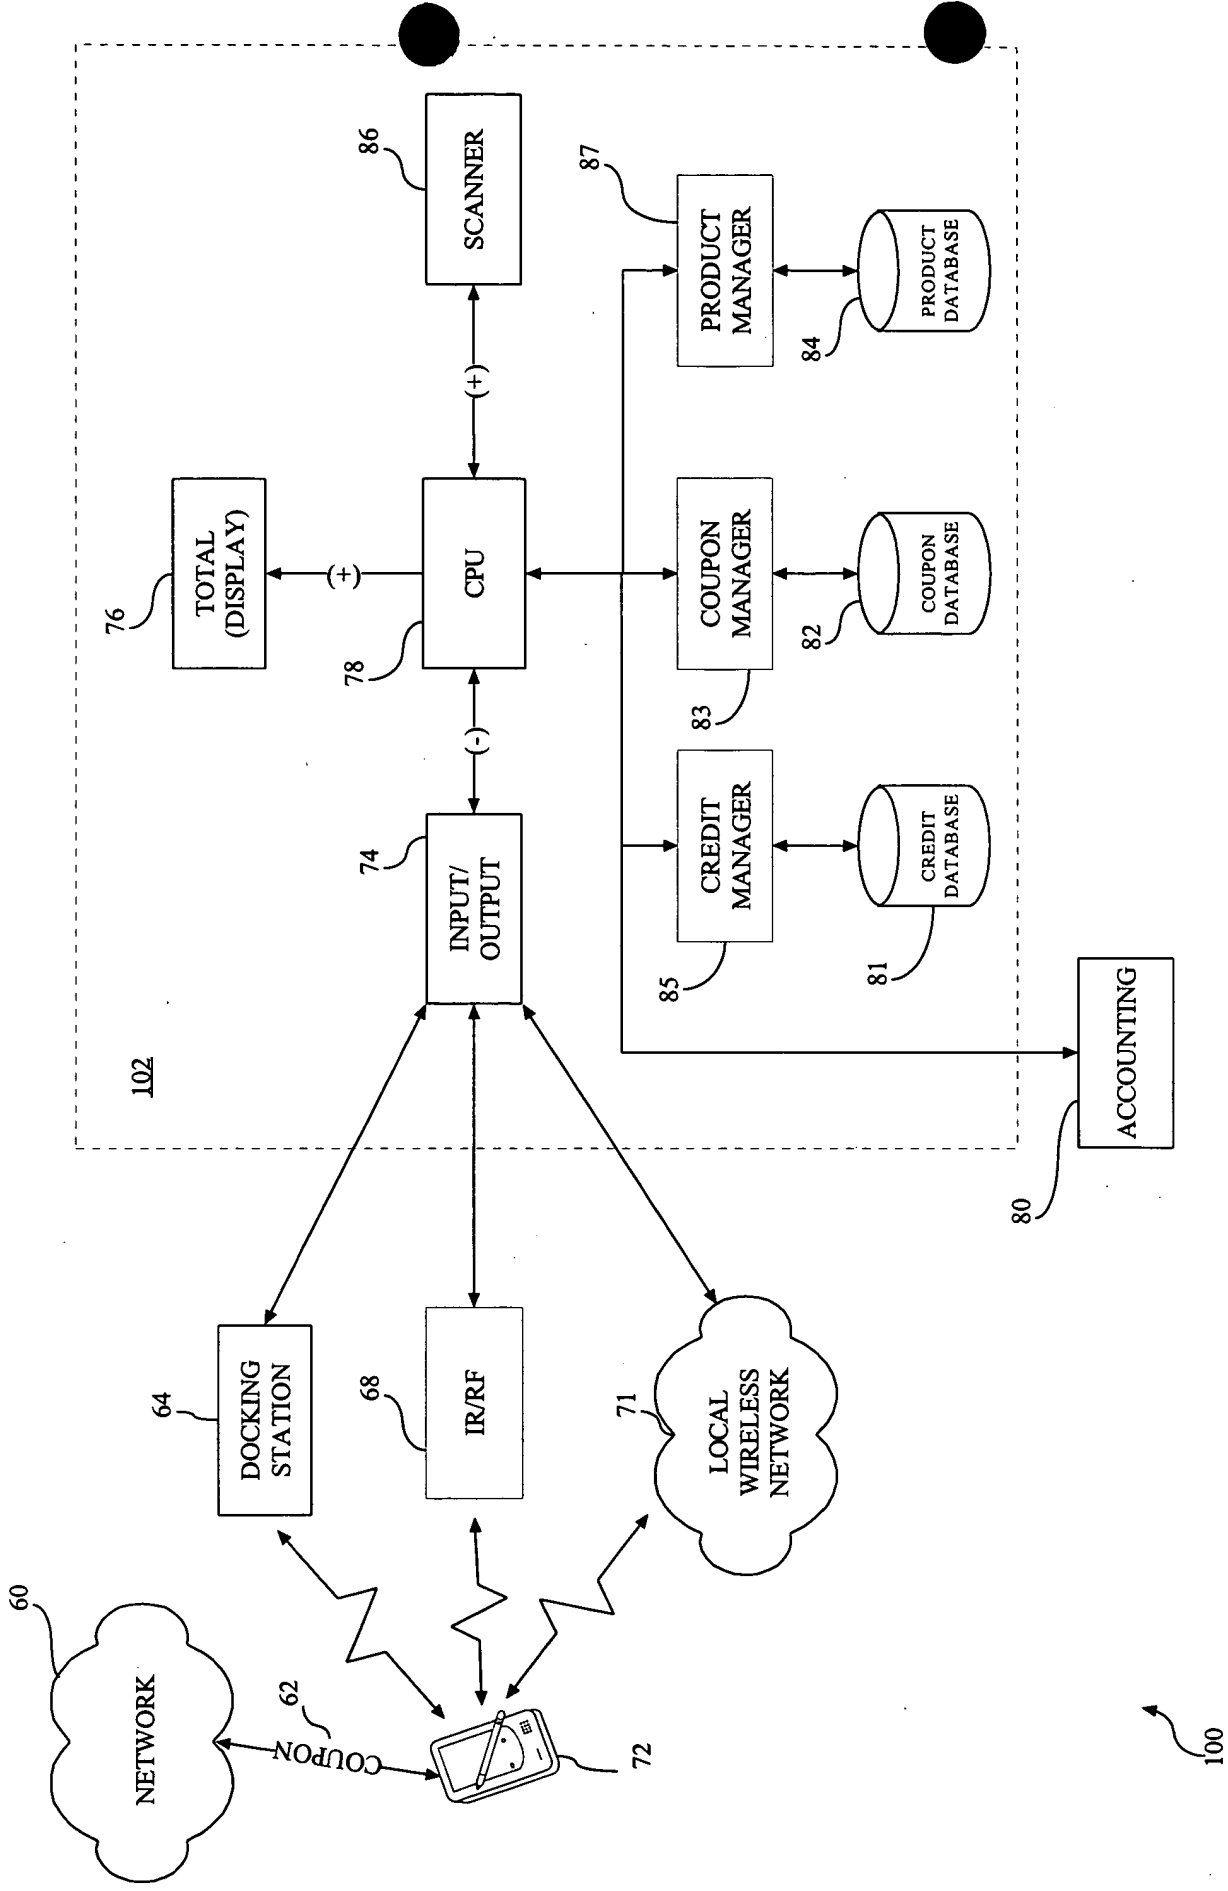 60
NETWORK
COUPON
62
72
64
DOCKING
STATION
68
IR/RF
71
LOCAL
WIRELESS
NETWORK
102
74
INPUT/
OUTPUT
(-)
76
TOTAL
(DISPLAY)
(+)
78
CPU
(+)
86
SCANNER
85
CREDIT
MANAGER
83
COUPON
MANAGER
87
PRODUCT
MANAGER
81
CREDIT
DATABASE
82
COUPON
DATABASE
84
PRODUCT
DATABASE
80
ACCOUNTING
100